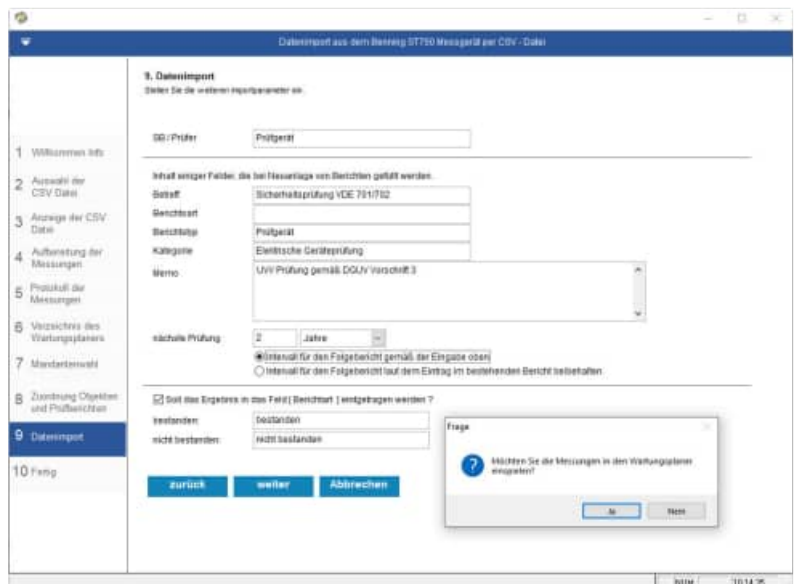 Datenimport aus dem Benning ST750 Messgerät per CSV - Datei
9. Datenimport
Stellen Sie die weiteren Importparameter ein.
SB / Prüfer
Prüfgerät
Inhalt einiger Felder, die bei Neuanlage von Berichten gefüllt werden.
Betreff
Sicherheitsprüfung VDE 701/702
Berichtsart
Berichtstyp
Prüfgerät
Kategorie
Elektrische Geräteprüfung
Memo
UVV Prüfung gemäß DGUV Vorschrift 3
nächste Prüfung
2
Jahre
Intervall für den Folgebericht gemäß der Eingabe oben
Intervall für den Folgebericht laut dem Eintrag im bestehenden Bericht beibehalten.
Soll das Ergebnis in das Feld [ Berichtsart ] eingetragen werden ?
bestanden:
bestanden
nicht bestanden:
nicht bestanden
zurück
weiter
Abbrechen
1 Willkommen Info
2 Auswahl der
CSV Datei
3 Anzeige der CSV
Datei
4 Aufbereitung der
Messungen
5 Protokoll der
Messungen
6 Verzeichnis des
Wartungsplaners
7 Mandantenwahl
8 Zuordnung Objekten
und Prüfberichten
9 Datenimport
10 Fertig
Frage
Möchten Sie die Messungen in den Wartungsplaner
einspielen?
Ja
Nein
NUM